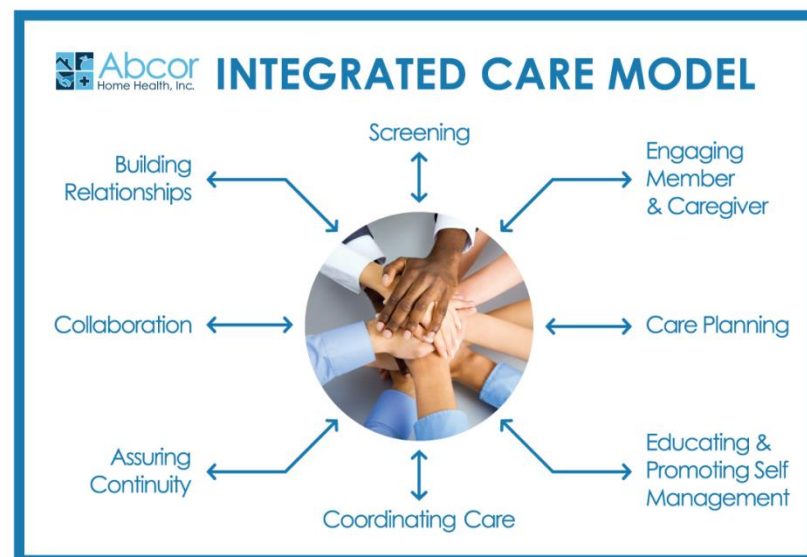 Abcor
Home Health, Inc.
INTEGRATED CARE MODEL
Screening
Building
Relationships
Engaging
Member
& Caregiver
Collaboration
Care Planning
Assuring
Continuity
Educating &
Promoting Self
Management
Coordinating Care